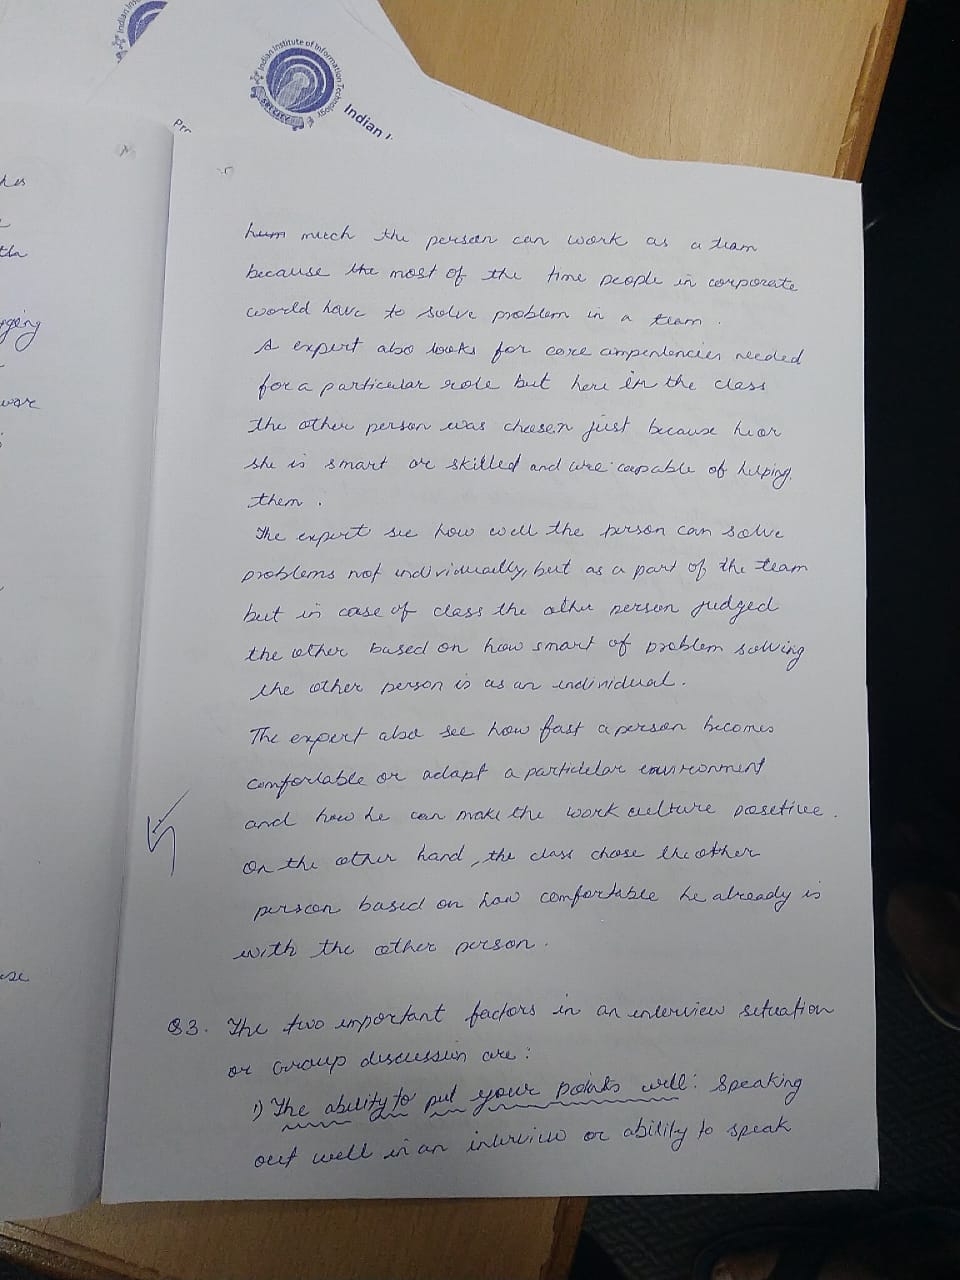 Indian Institute of Information Technology
Indian
hes
tha
ware
hum much the person can work as a team
because the most of the time people in corporate
world have to solve problem in a team.
A expert also looks for core competencies needed
for a particular role but here in the class
the other person was choosen just because he or
she is smart or skilled and are capable of helping
them.
The expert see how well the person can solve
problems not individually, but as a part of the team
but in case of class the other person judged
the other based on how smart of problem solving
the other person is as an individual.
The expert also see how fast a person becomes
comfortable or adapt a particular environment
and how he can make the work culture posetive.
On the other hand, the class chose the other
person based on how comfortable he already is
with the other person.
Q3. The two important factors in an interview situation
or Group discussion are:
1) The ability to put your points well: Speaking
out well in an interview or ability to speak